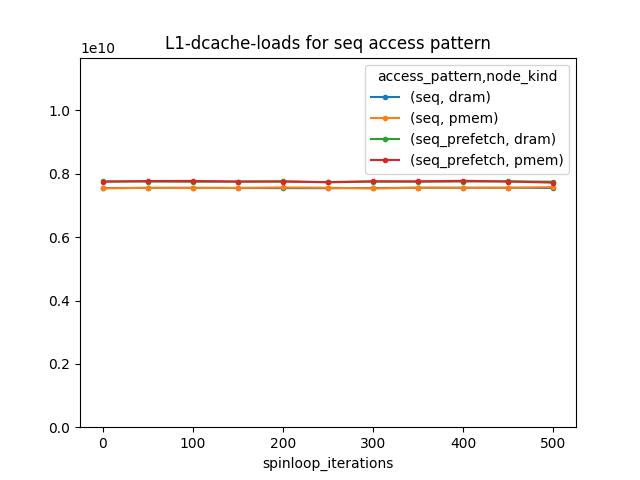 L1-dcache-loads for seq access pattern
1e10
access_pattern,node_kind
(seq, dram)
(seq, pmem)
(seq_prefetch, dram)
(seq_prefetch, pmem)
1.0
0.8
0.6
0.4
0.2
0.0
0 100 200 300 400 500
spinloop_iterations